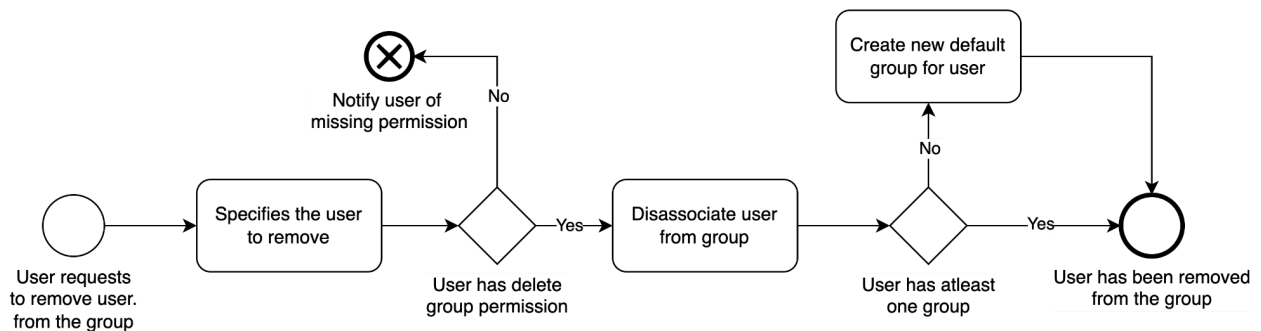 User requests
to remove user.
from the group
Specifies the user
to remove
User has delete
group permission
No
Notify user of
missing permission
Yes
Disassociate user
from group
User has atleast
one group
No
Create new default
group for user
Yes
User has been removed
from the group